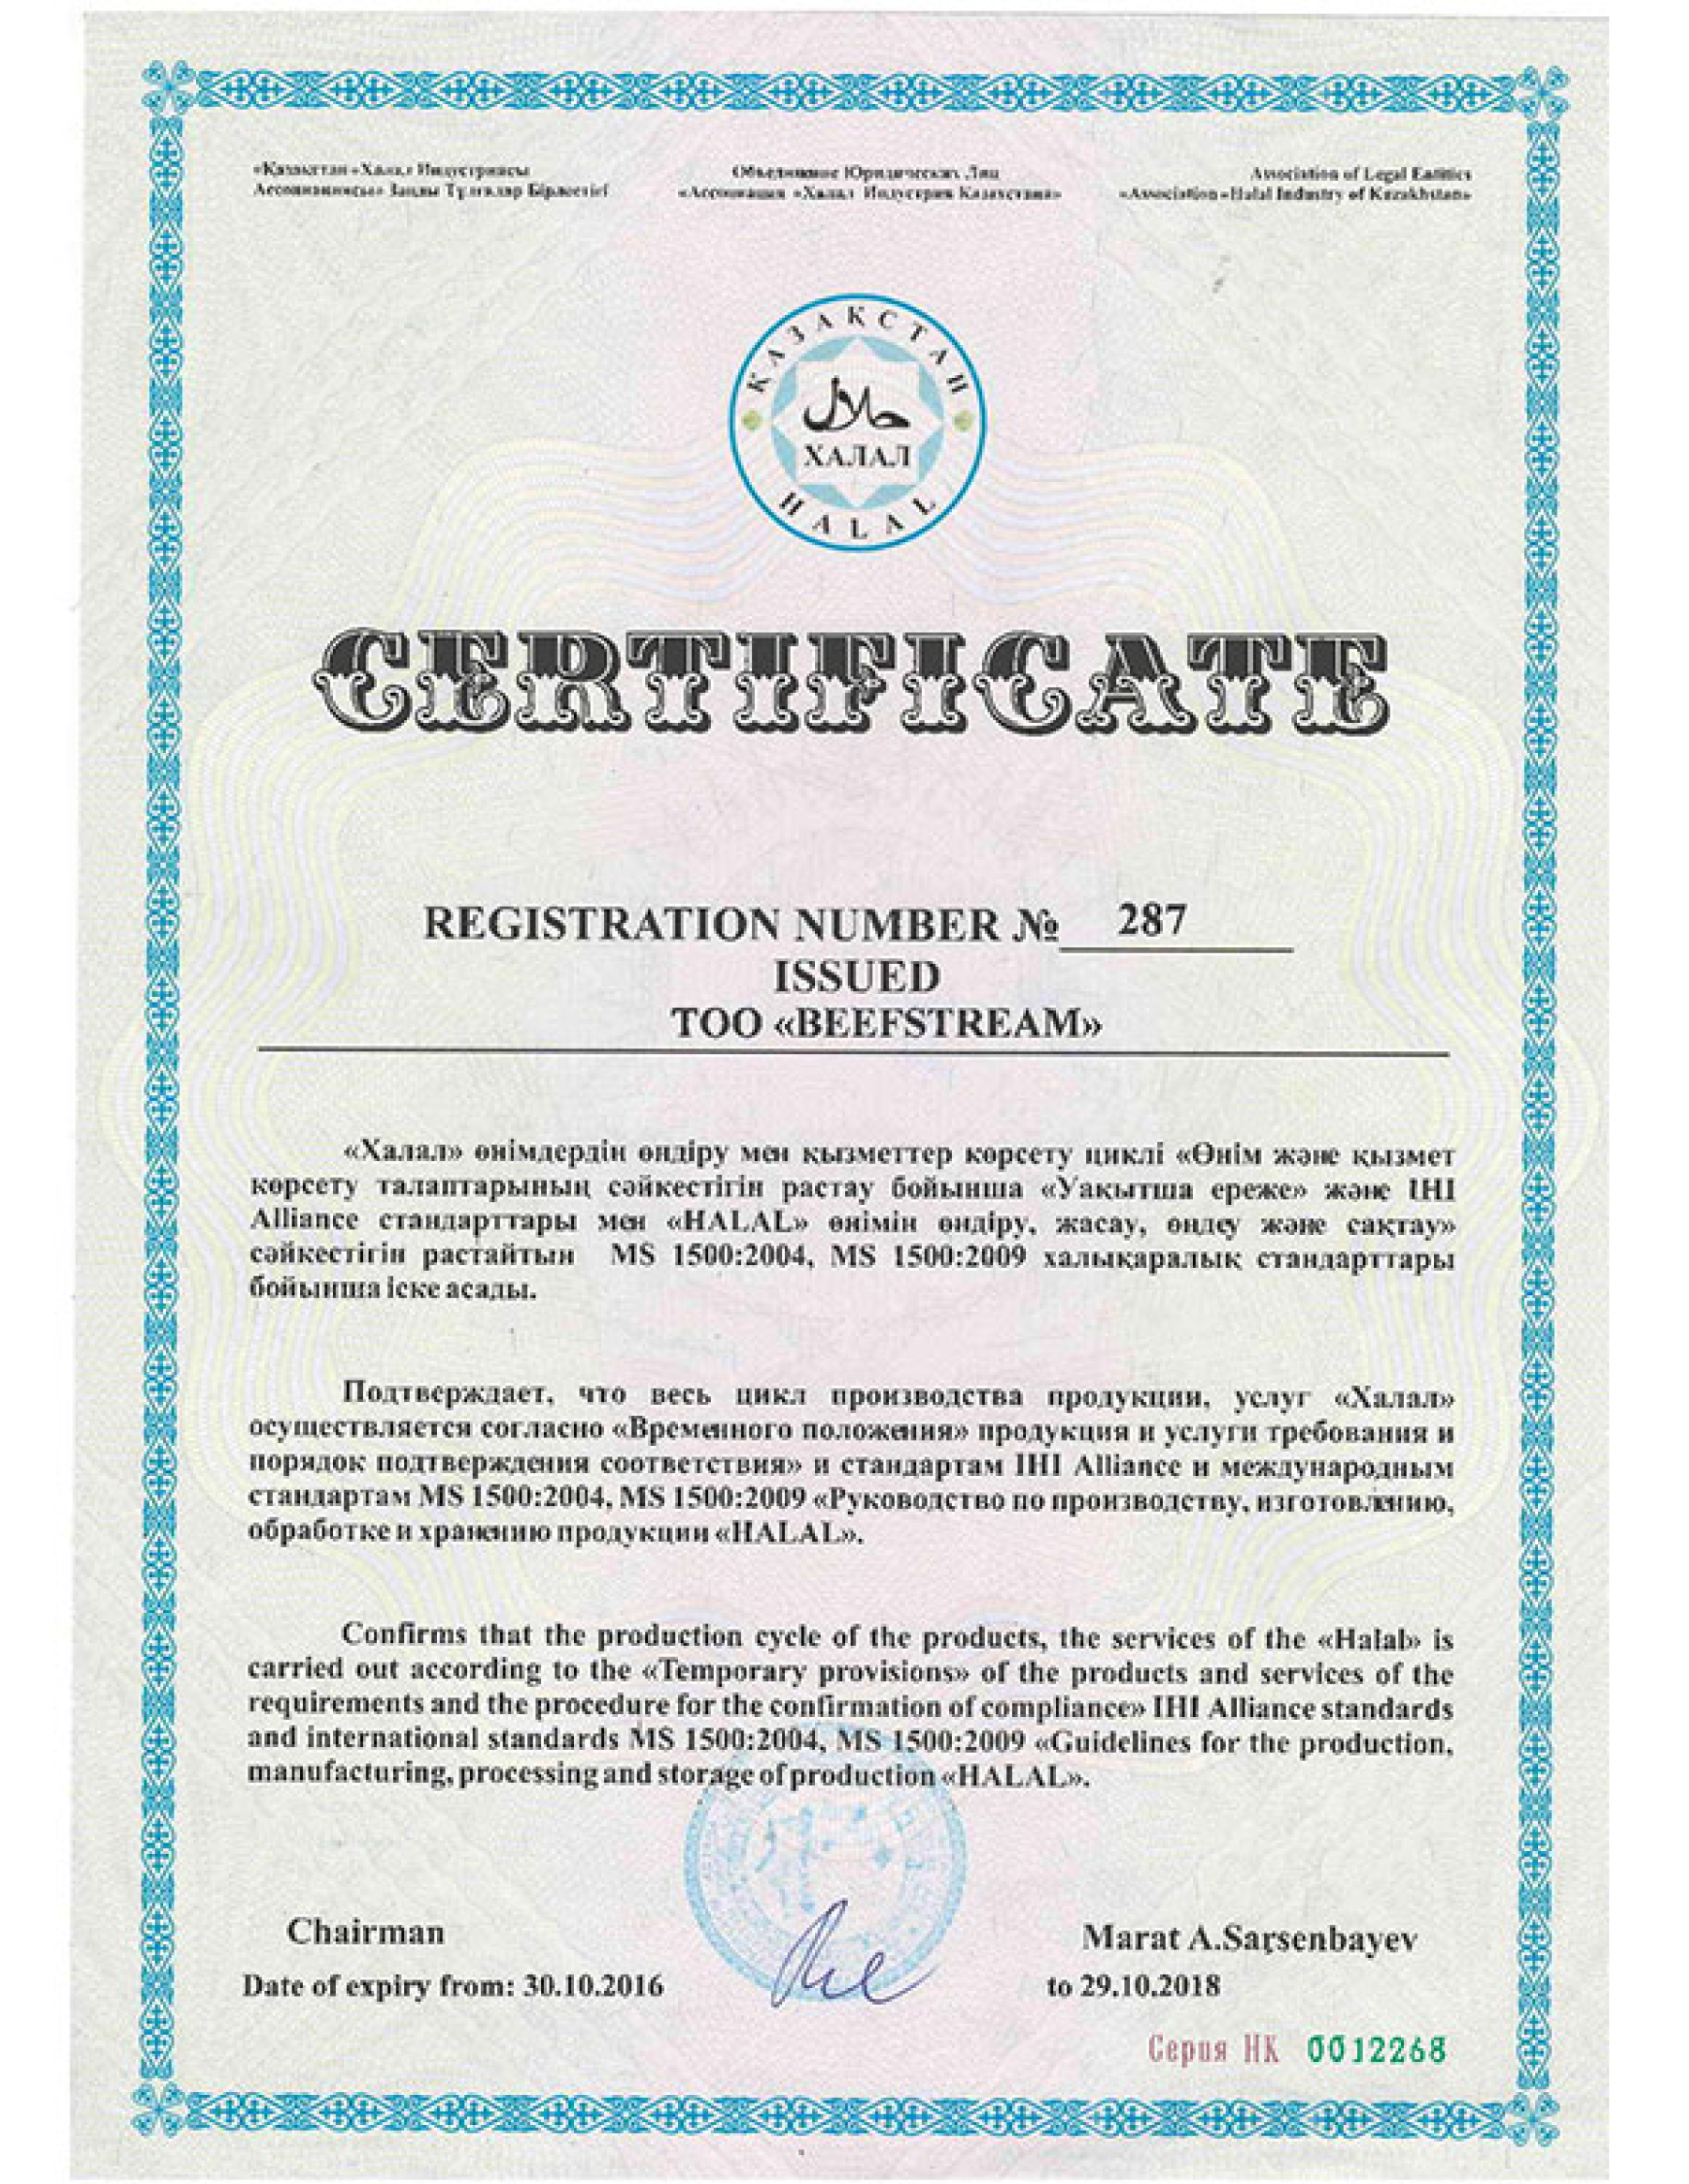 «Қазақстан «Халал Индустриясы
Ассоциациясы» Заңды Тұлғалар Бірлестігі
Объединение Юридических Лиц
«Ассоциация «Халал Индустрия Казахстана»
Association of Legal Entities
«Association «Halal Industry of Kazakhstan»
КАЗАКСТАН
حلال
ХАЛАЛ
HALAL
CERTIFICATE
REGISTRATION NUMBER № 287
ISSUED
ТОО «BEEFSTREAM»
«Халал» өнімдердің өндіру мен қызметтер көрсету циклі «Өнім және қызмет
көрсету талаптарының сәйкестігін растау бойынша «Уақытша ереже» және IHI
Alliance стандарттары мен «HALAL» өнімін өндіру, жасау, өңдеу және сақтау»
сәйкестігін растайтын MS 1500:2004, MS 1500:2009 халықаралық стандарттары
бойынша іске асады.
Подтверждает, что весь цикл производства продукции, услуг «Халал»
осуществляется согласно «Временного положения» продукция и услуги требования и
порядок подтверждения соответствия» и стандартам IHI Alliance и международным
стандартам MS 1500:2004, MS 1500:2009 «Руководство по производству, изготовлению,
обработке и хранению продукции «HALAL».
Confirms that the production cycle of the products, the services of the «Halal» is
carried out according to the «Temporary provisions» of the products and services of the
requirements and the procedure for the confirmation of compliance» IHI Alliance standards
and international standards MS 1500:2004, MS 1500:2009 «Guidelines for the production,
manufacturing, processing and storage of production «HALAL».
Chairman
Marat A.Sarsenbayev
Date of expiry from: 30.10.2016
to 29.10.2018
Серия НК 0012268